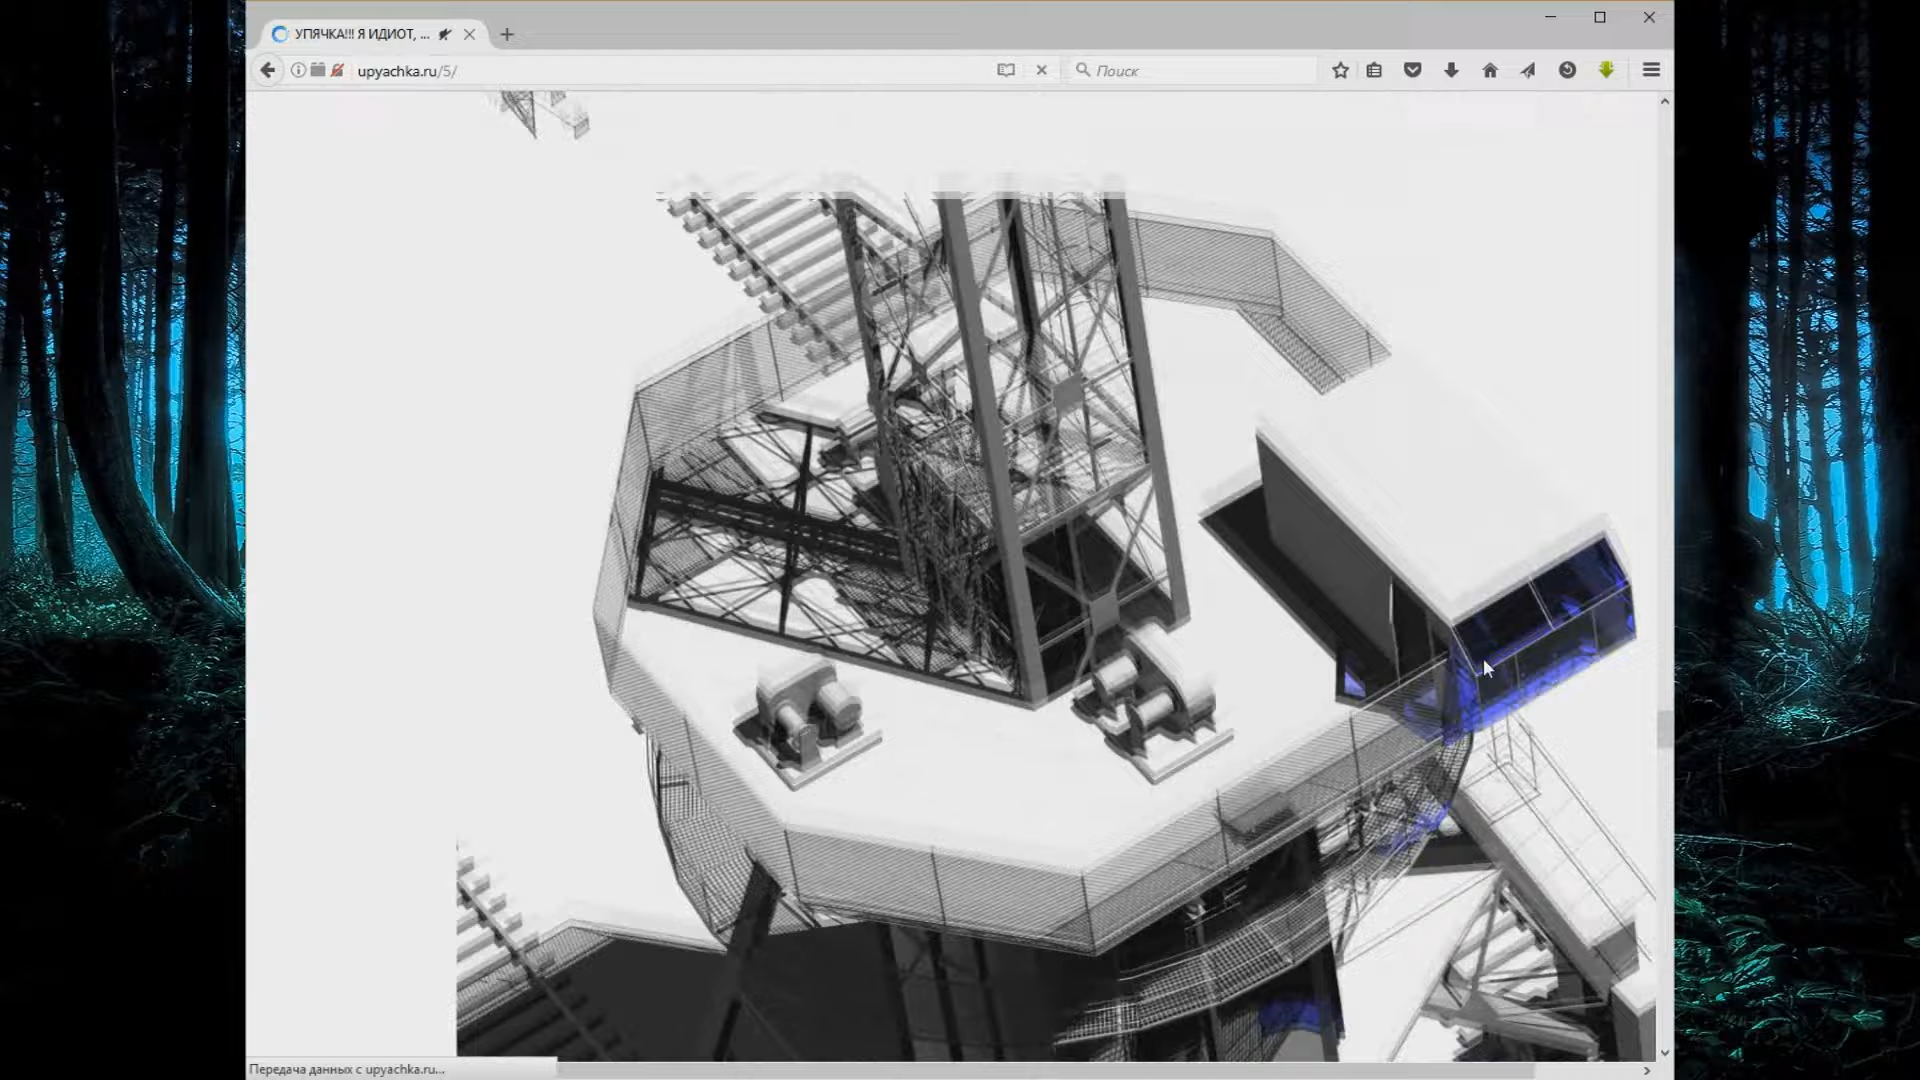 УПЯЧКА!!! Я ИДИОТ, ...
upyachka.ru/5/
Поиск
Передача данных с upyachka.ru...